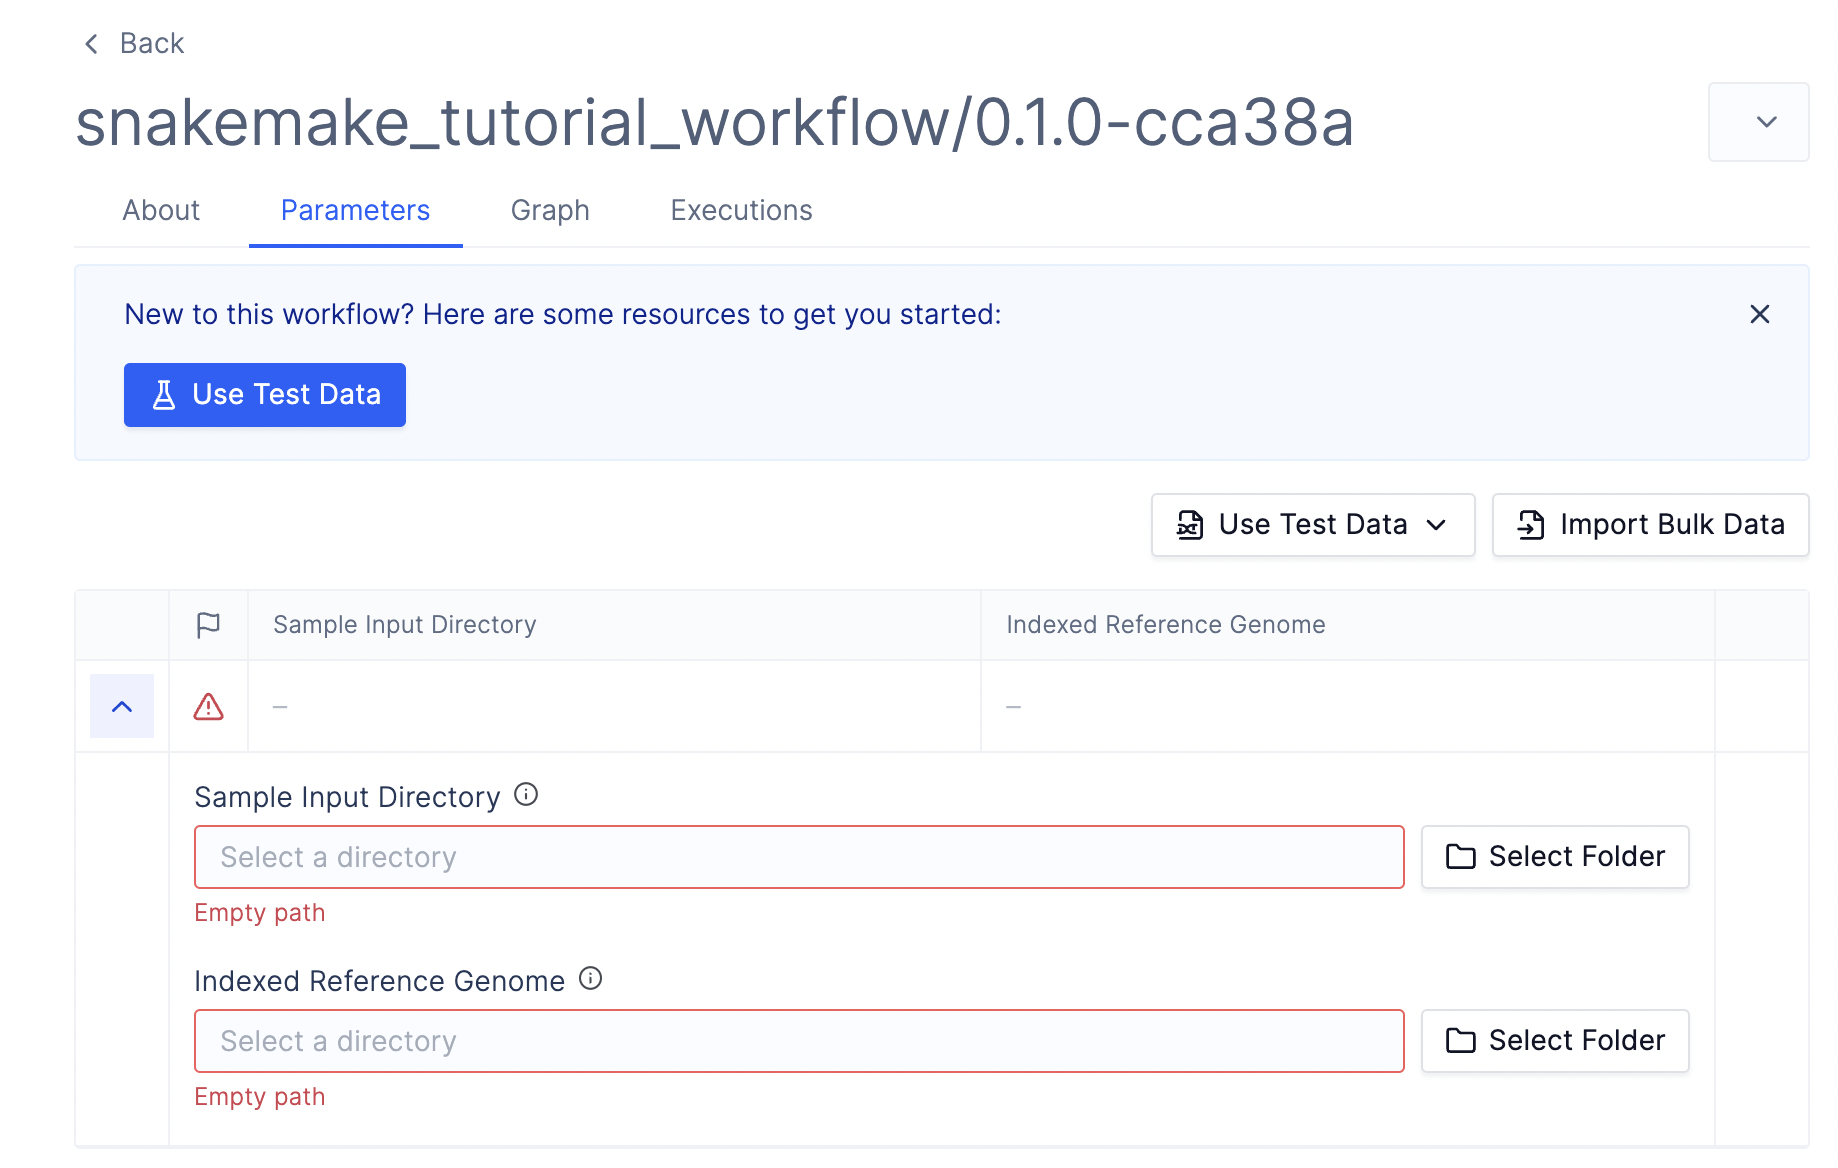 Back
snakemake_tutorial_workflow/0.1.0-cca38a
About Parameters Graph Executions
New to this workflow? Here are some resources to get you started:
Use Test Data
Use Test Data Import Bulk Data
Sample Input Directory Indexed Reference Genome
– –
Sample Input Directory
Select a directory Select Folder
Empty path
Indexed Reference Genome
Select a directory Select Folder
Empty path